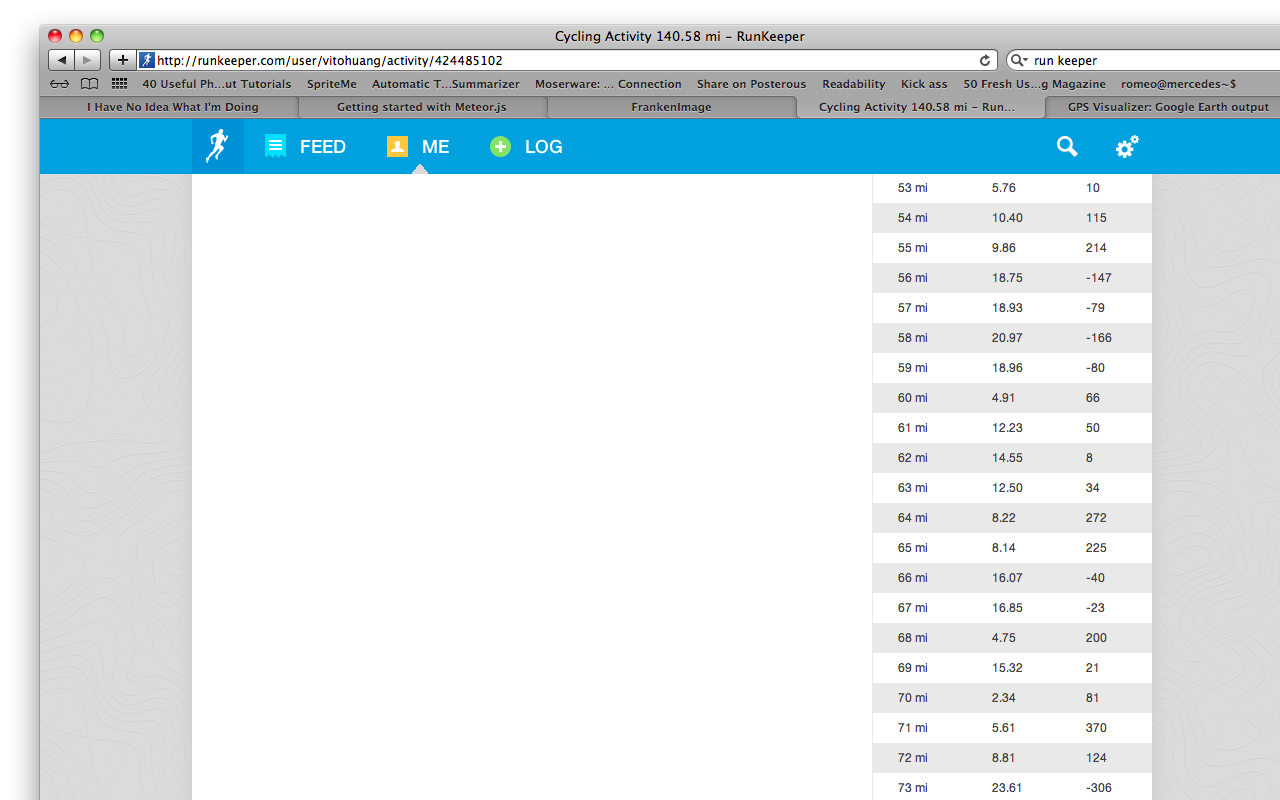 Cycling Activity 140.58 mi – RunKeeper
http://runkeeper.com/user/vitohuang/activity/424485102
run keeper
40 Useful Ph...ut Tutorials SpriteMe Automatic T...Summarizer Moserware: ... Connection Share on Posterous Readability Kick ass 50 Fresh Us...g Magazine romeo@mercedes~$
I Have No Idea What I'm Doing Getting started with Meteor.js FrankenImage Cycling Activity 140.58 mi – Run... GPS Visualizer: Google Earth output
FEED ME LOG
53 mi 5.76 10
54 mi 10.40 115
55 mi 9.86 214
56 mi 18.75 -147
57 mi 18.93 -79
58 mi 20.97 -166
59 mi 18.96 -80
60 mi 4.91 66
61 mi 12.23 50
62 mi 14.55 8
63 mi 12.50 34
64 mi 8.22 272
65 mi 8.14 225
66 mi 16.07 -40
67 mi 16.85 -23
68 mi 4.75 200
69 mi 15.32 21
70 mi 2.34 81
71 mi 5.61 370
72 mi 8.81 124
73 mi 23.61 -306